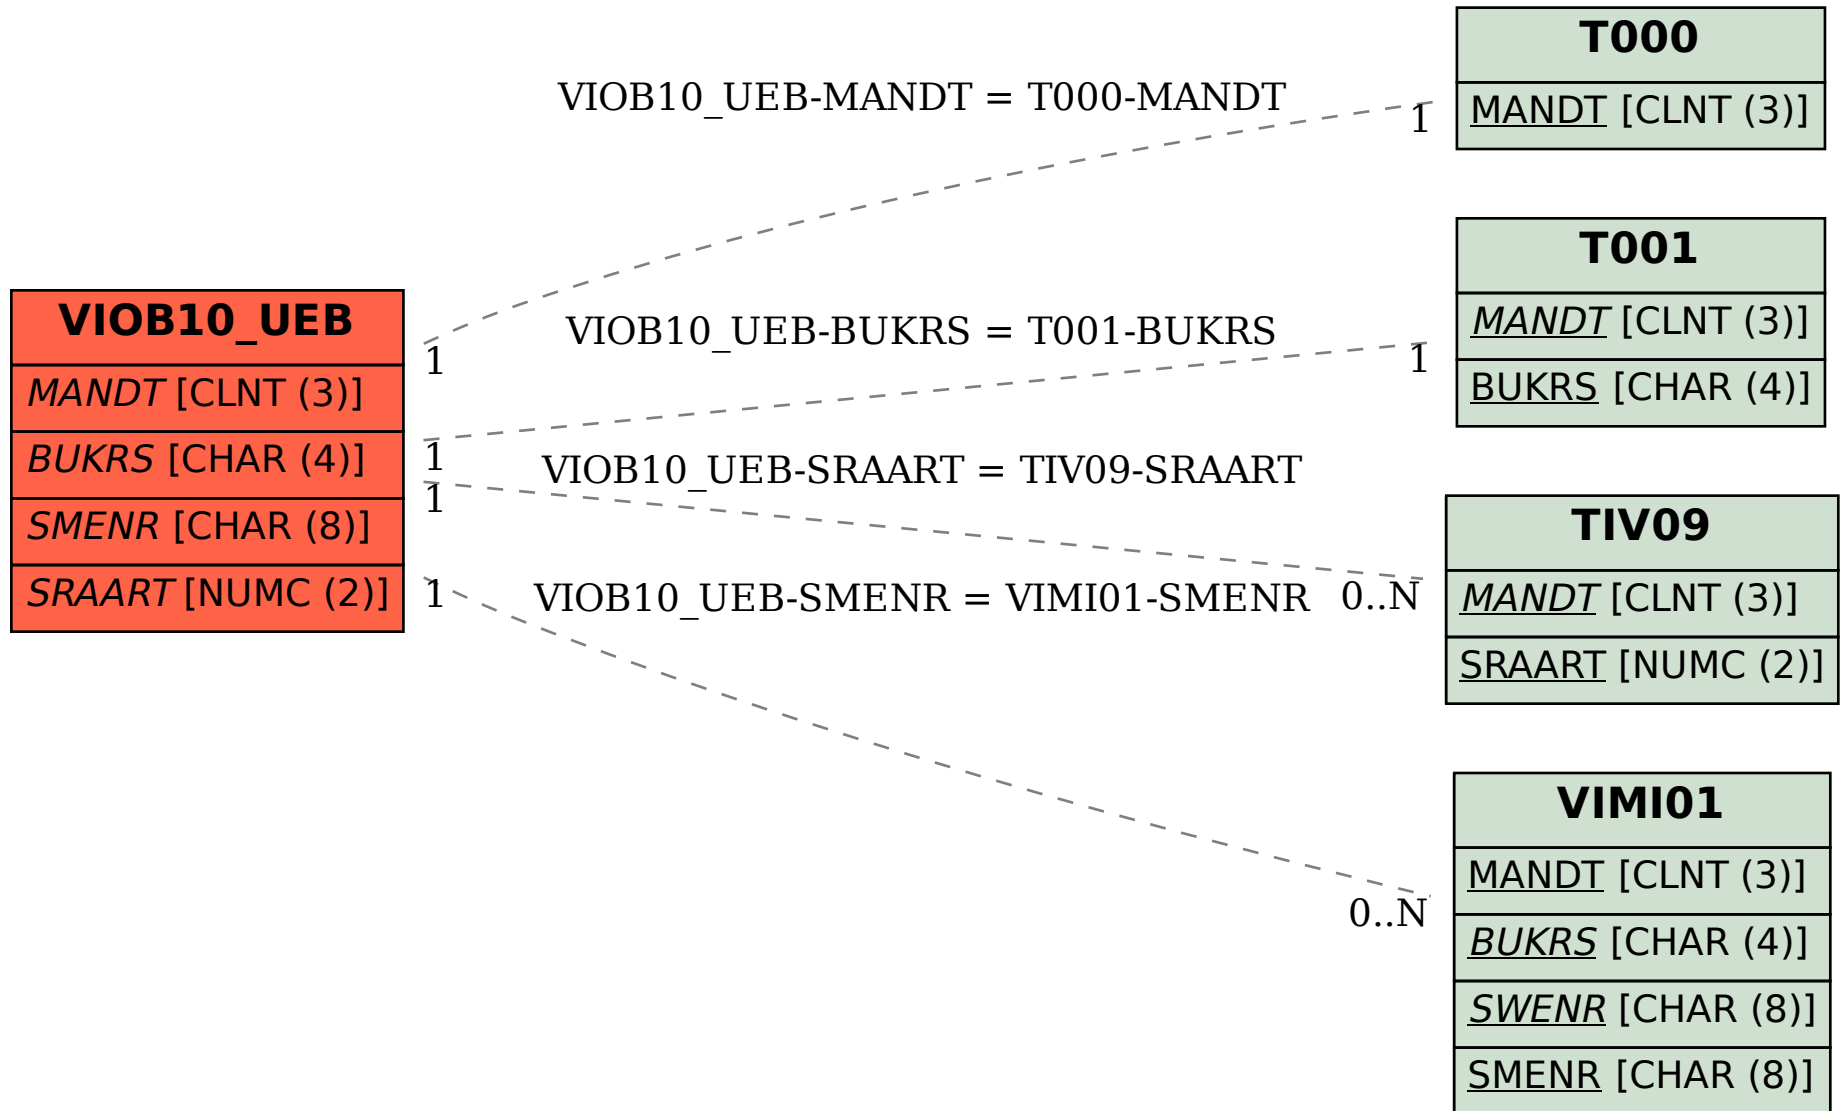 VIOB10_UEB
MANDT [CLNT (3)]
BUKRS [CHAR (4)]
SMENR [CHAR (8)]
SRAART [NUMC (2)]
VIOB10_UEB-MANDT = T000-MANDT
1
1
VIOB10_UEB-BUKRS = T001-BUKRS
1
1
VIOB10_UEB-SRAART = TIV09-SRAART
1
0..N
VIOB10_UEB-SMENR = VIMI01-SMENR
1
0..N
T000
MANDT [CLNT (3)]
T001
MANDT [CLNT (3)]
BUKRS [CHAR (4)]
TIV09
MANDT [CLNT (3)]
SRAART [NUMC (2)]
VIMI01
MANDT [CLNT (3)]
BUKRS [CHAR (4)]
SWENR [CHAR (8)]
SMENR [CHAR (8)]